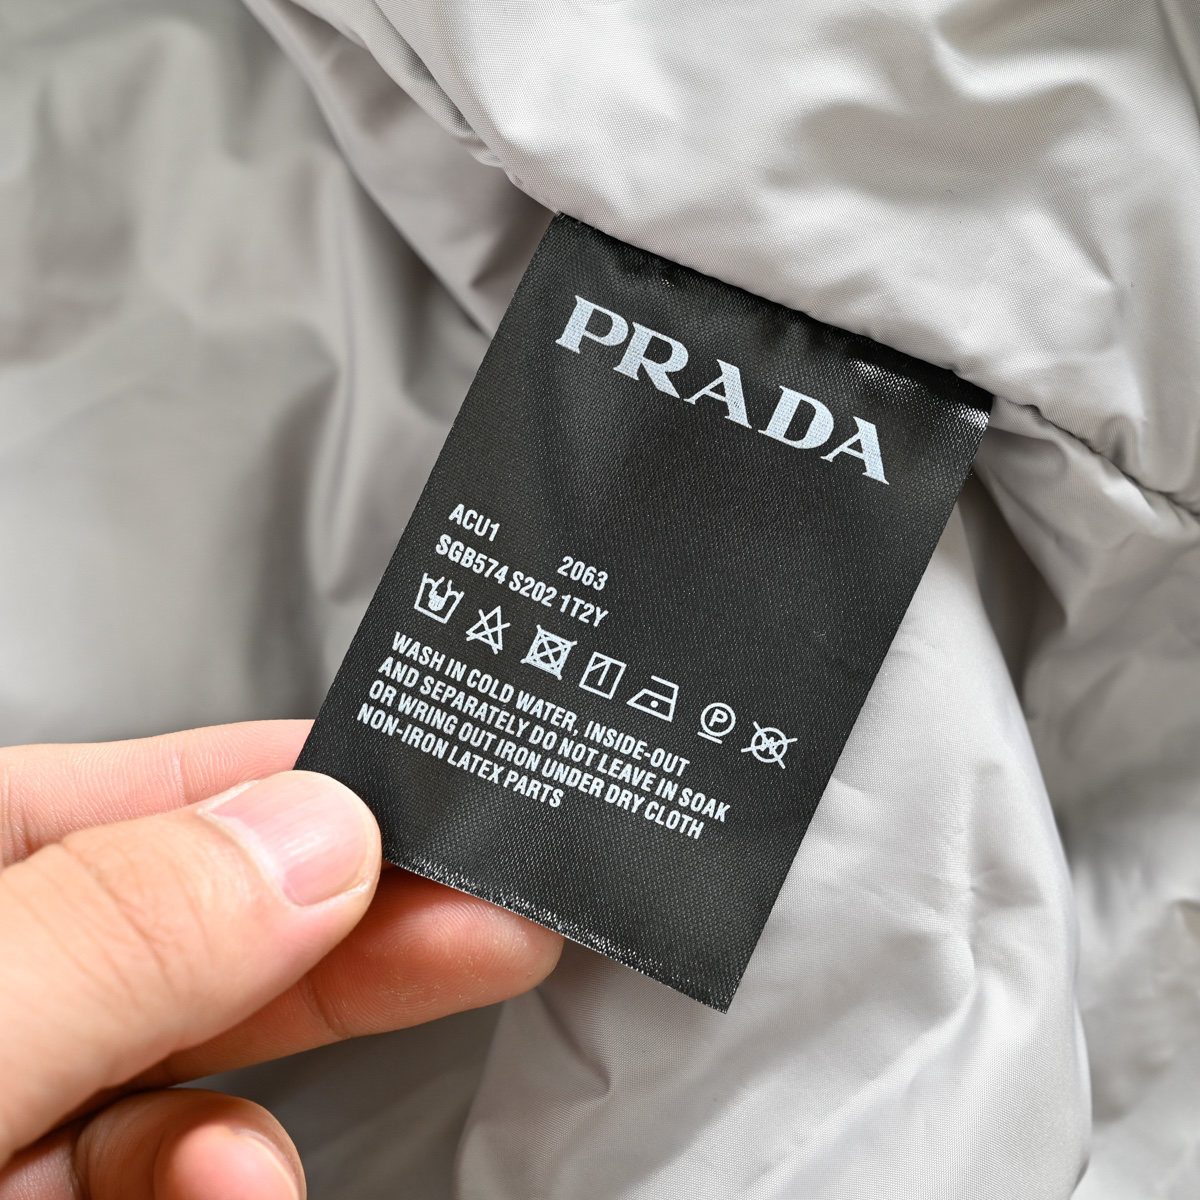 PRADA
ACU1 2063
SGB574 S202 1T2Y
P
WASH IN COLD WATER, INSIDE-OUT
AND SEPARATELY DO NOT LEAVE IN SOAK
OR WRING OUT IRON UNDER DRY CLOTH
NON-IRON LATEX PARTS